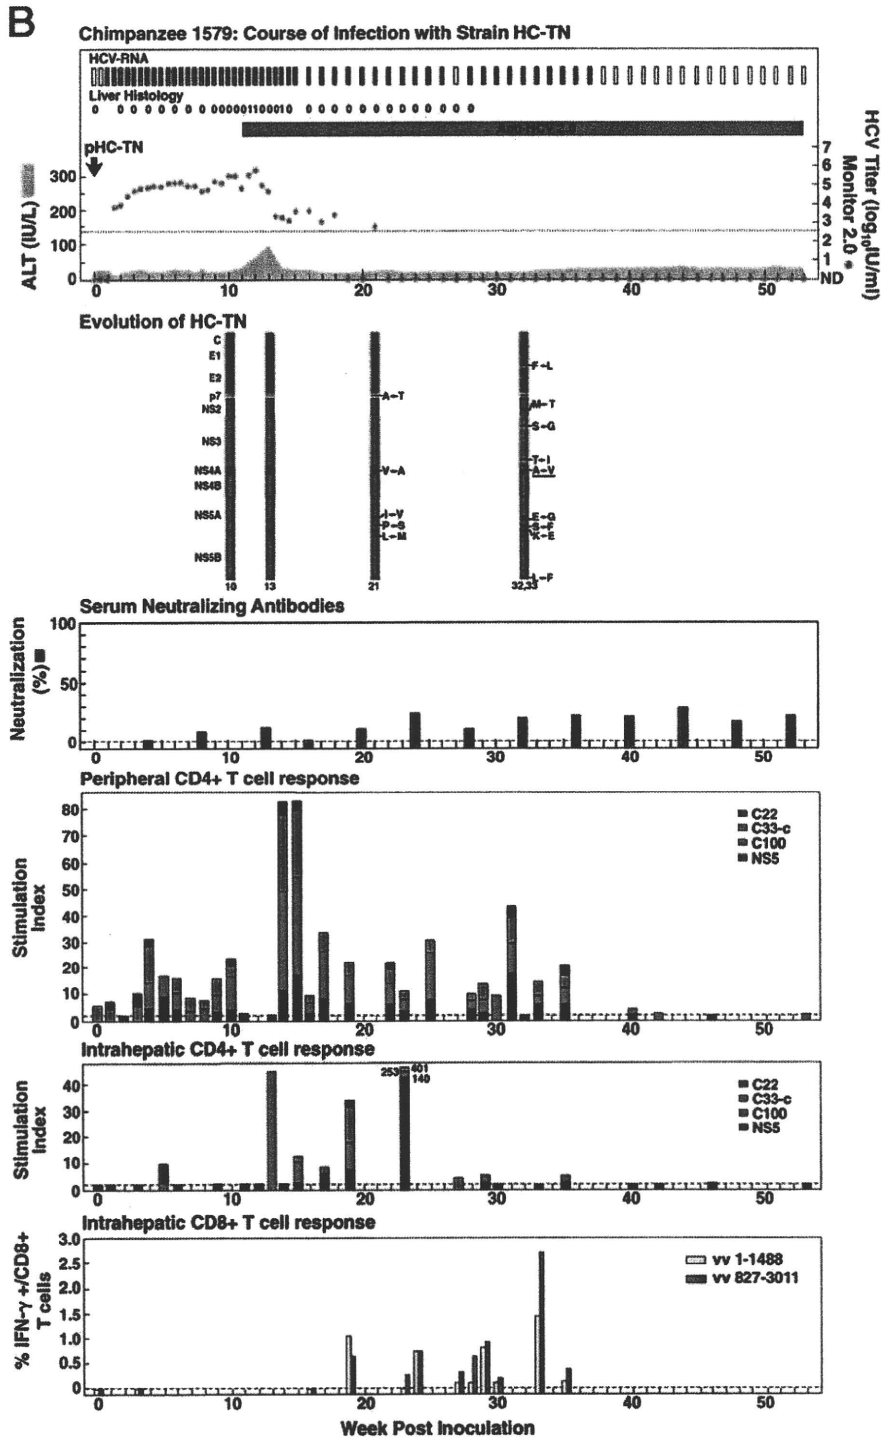 B
Chimpanzee 1579: Course of Infection with Strain HC-TN
HCV-RNA
Liver Histology
0 0 0 0 0 0 0 000001100010 0 0 0 0 0 0 0 0 0 0 0 0 0
pHC-TN
ALT (IU/L)
300
200
100
0
7
6
5
4
3
2
1
ND
HCV Titer (log10IU/ml)
Monitor 2.0
0 10 20 30 40 50
Evolution of HC-TN
C
E1
E2
p7
NS2
NS3
NS4A
NS4B
NS5A
NS5B
A-T
V-A
I-V
P-S
L-M
F-L
M-T
S-G
T-I
A-V
E-G
S-F
K-E
L-F
10 13 21 32,33
Serum Neutralizing Antibodies
Neutralization
(%)
100
50
0
0 10 20 30 40 50
Peripheral CD4+ T cell response
Stimulation
Index
80
70
60
50
40
30
20
10
0
C22
C33-c
C100
NS5
0 10 20 30 40 50
Intrahepatic CD4+ T cell response
Stimulation
Index
40
30
20
10
0
253 401
140
C22
C33-c
C100
NS5
0 10 20 30 40 50
Intrahepatic CD8+ T cell response
% IFN-γ +/CD8+
T cells
3.0
2.5
2.0
1.5
1.0
0.5
0
vv 1-1488
vv 827-3011
0 10 20 30 40 50
Week Post Inoculation